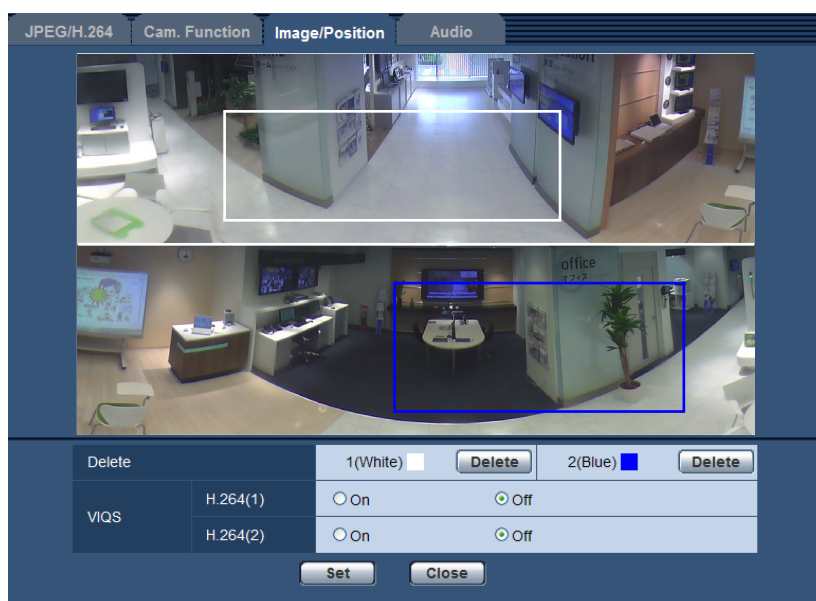 JPEG/H.264 Cam. Function Image/Position Audio
office
オフィス
Delete 1(White) Delete 2(Blue) Delete
VIQS
H.264(1) On Off
H.264(2) On Off
Set Close